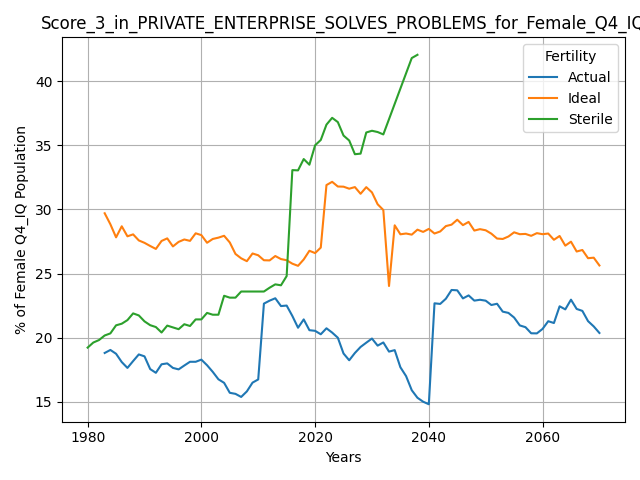 Score_3_in_PRIVATE_ENTERPRISE_SOLVES_PROBLEMS_for_Female_Q4_IQ
Fertility
Actual
Ideal
Sterile
% of Female Q4_IQ Population
40
35
30
25
20
15
1980 2000 2020 2040 2060
Years